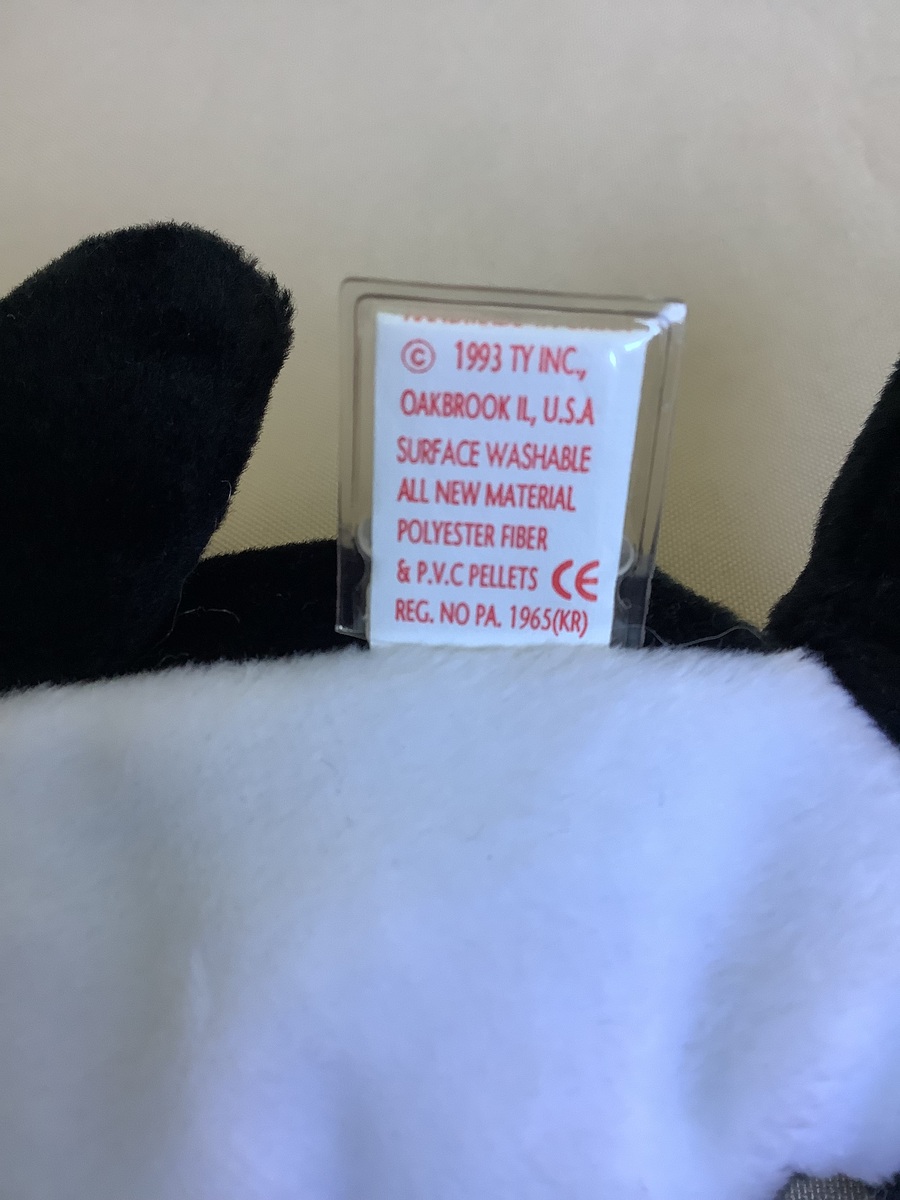 © 1993 TY INC.,
OAKBROOK IL, U.S.A
SURFACE WASHABLE
ALL NEW MATERIAL
POLYESTER FIBER
& P.V.C PELLETS CE
REG. NO PA. 1965(KR)